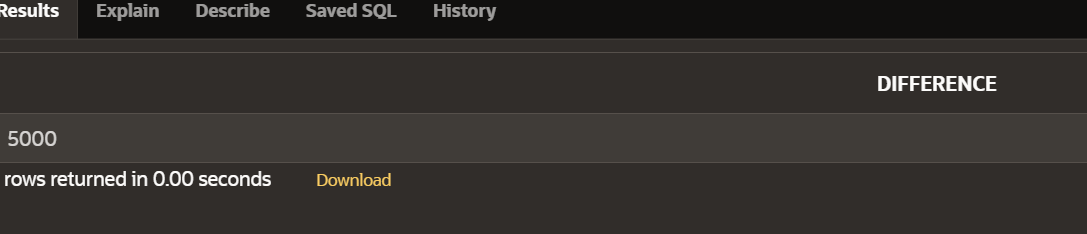 Results Explain Describe Saved SQL History
DIFFERENCE
5000
rows returned in 0.00 seconds Download